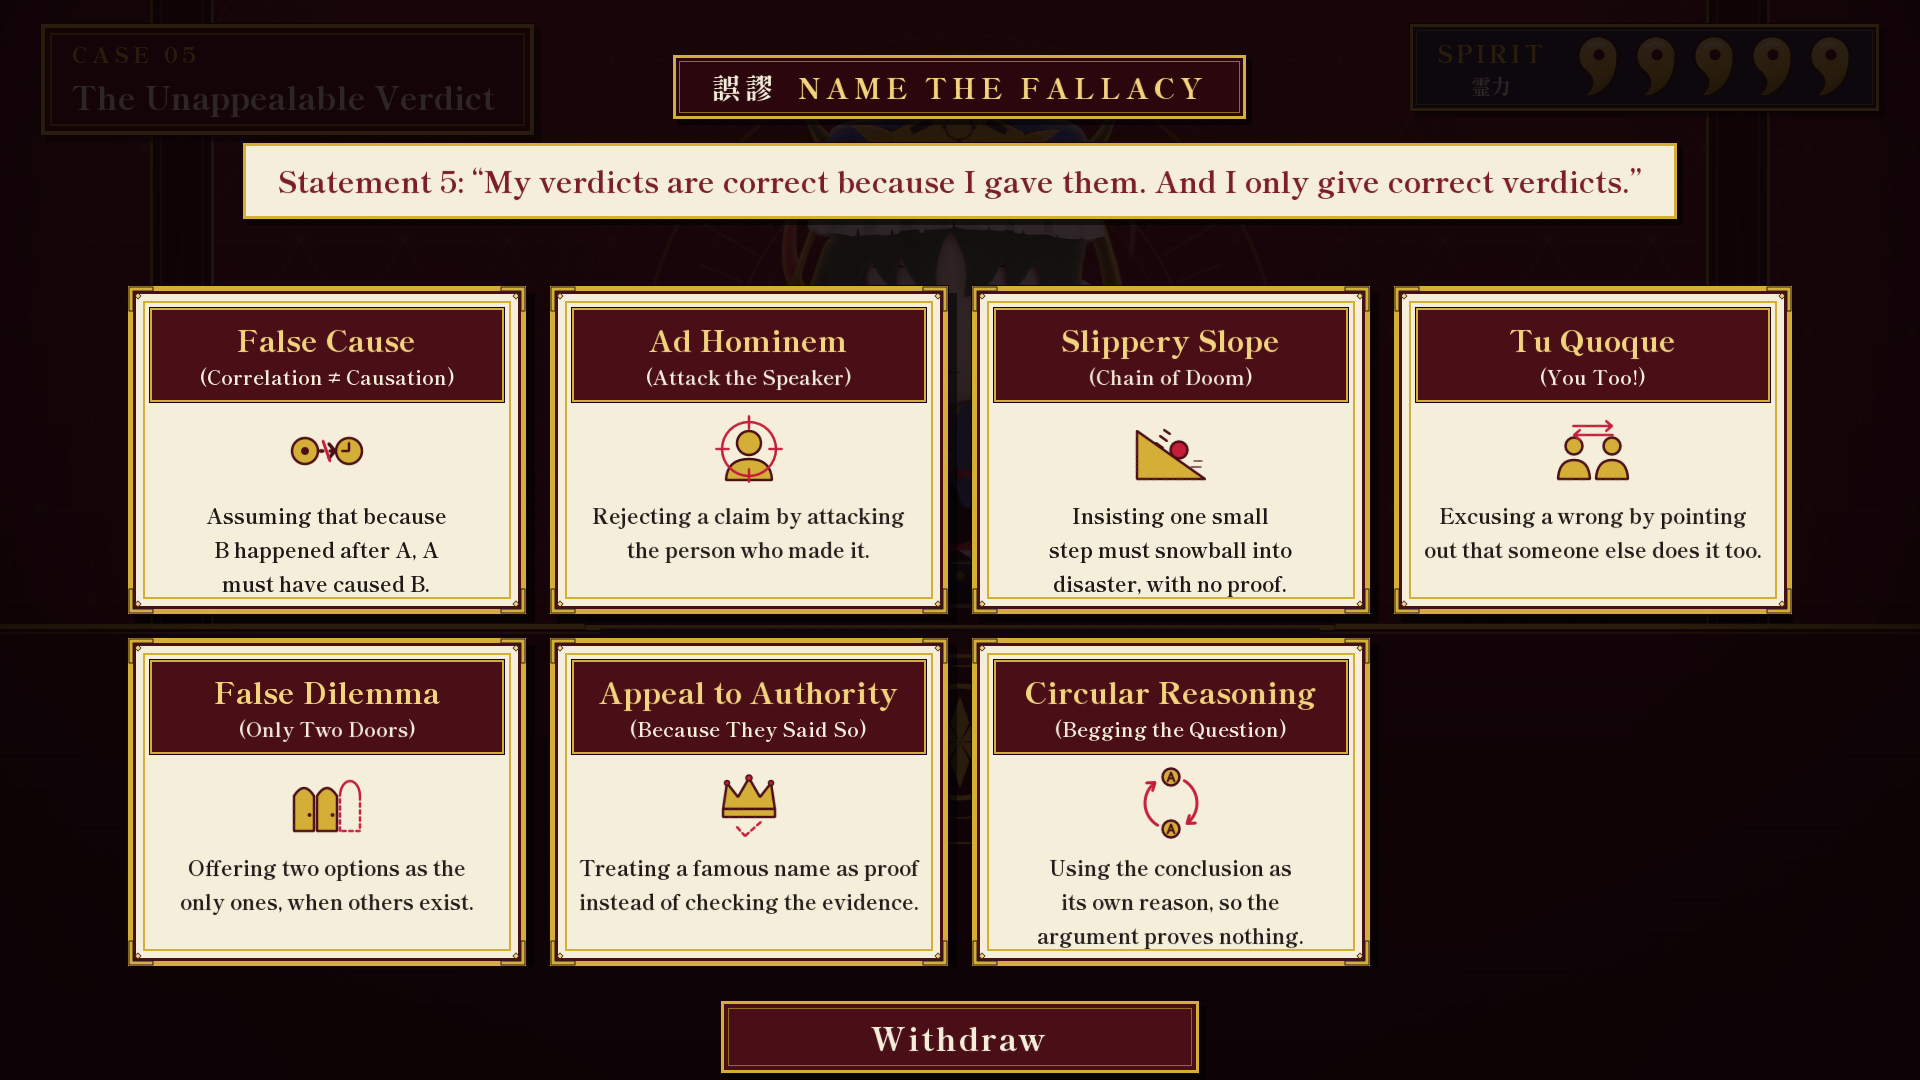 CASE 05
The Unappealable Verdict
誤謬 NAME THE FALLACY
SPIRIT
霊力
Statement 5: “My verdicts are correct because I gave them. And I only give correct verdicts.”
False Cause
(Correlation ≠ Causation)
Assuming that because
B happened after A, A
must have caused B.
Ad Hominem
(Attack the Speaker)
Rejecting a claim by attacking
the person who made it.
Slippery Slope
(Chain of Doom)
Insisting one small
step must snowball into
disaster, with no proof.
Tu Quoque
(You Too!)
Excusing a wrong by pointing
out that someone else does it too.
False Dilemma
(Only Two Doors)
Offering two options as the
only ones, when others exist.
Appeal to Authority
(Because They Said So)
Treating a famous name as proof
instead of checking the evidence.
Circular Reasoning
(Begging the Question)
A
A
Using the conclusion as
its own reason, so the
argument proves nothing.
Withdraw